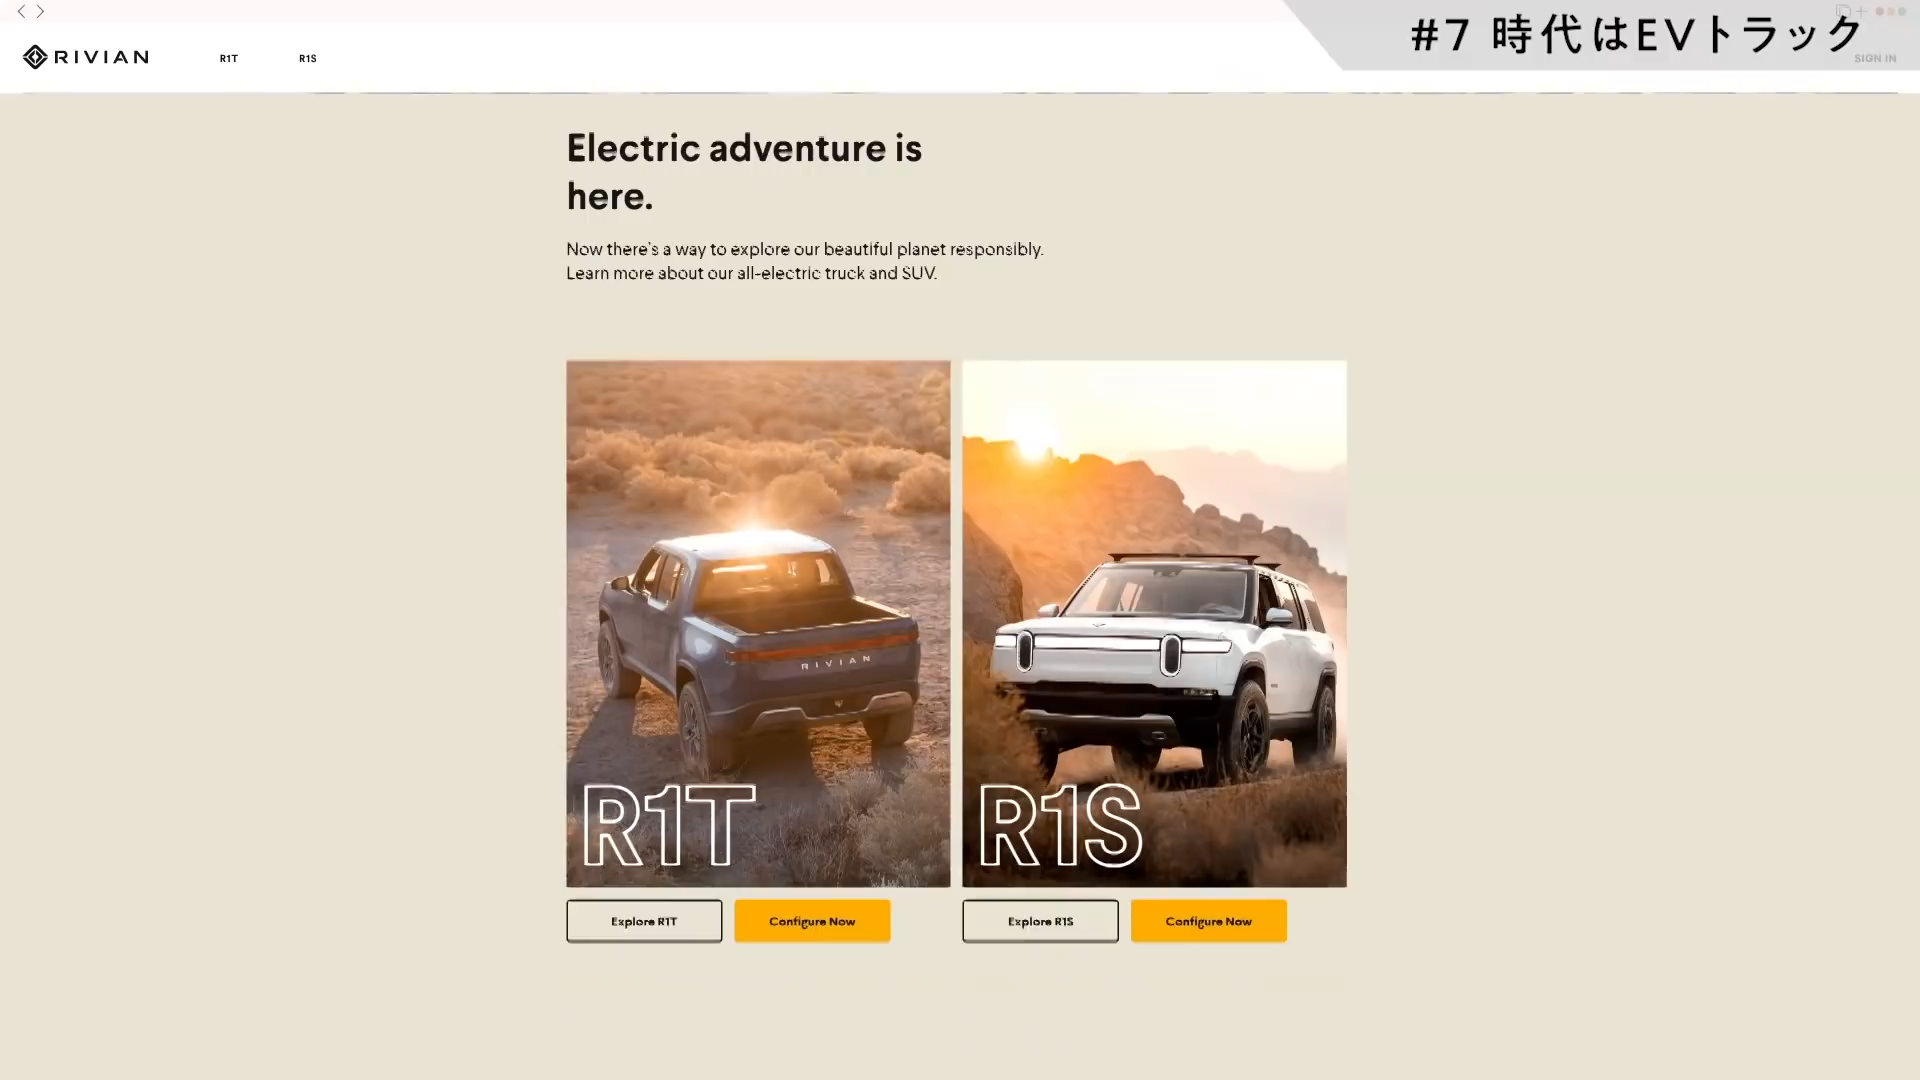 #7 時代はEVトラック
RIVIAN
R1T
R1S
SIGN IN
Electric adventure is
here.
Now there's a way to explore our beautiful planet responsibly.
Learn more about our all-electric truck and SUV.
RIVIAN
R1T
R1S
Explore R1T
Configure Now
Explore R1S
Configure Now